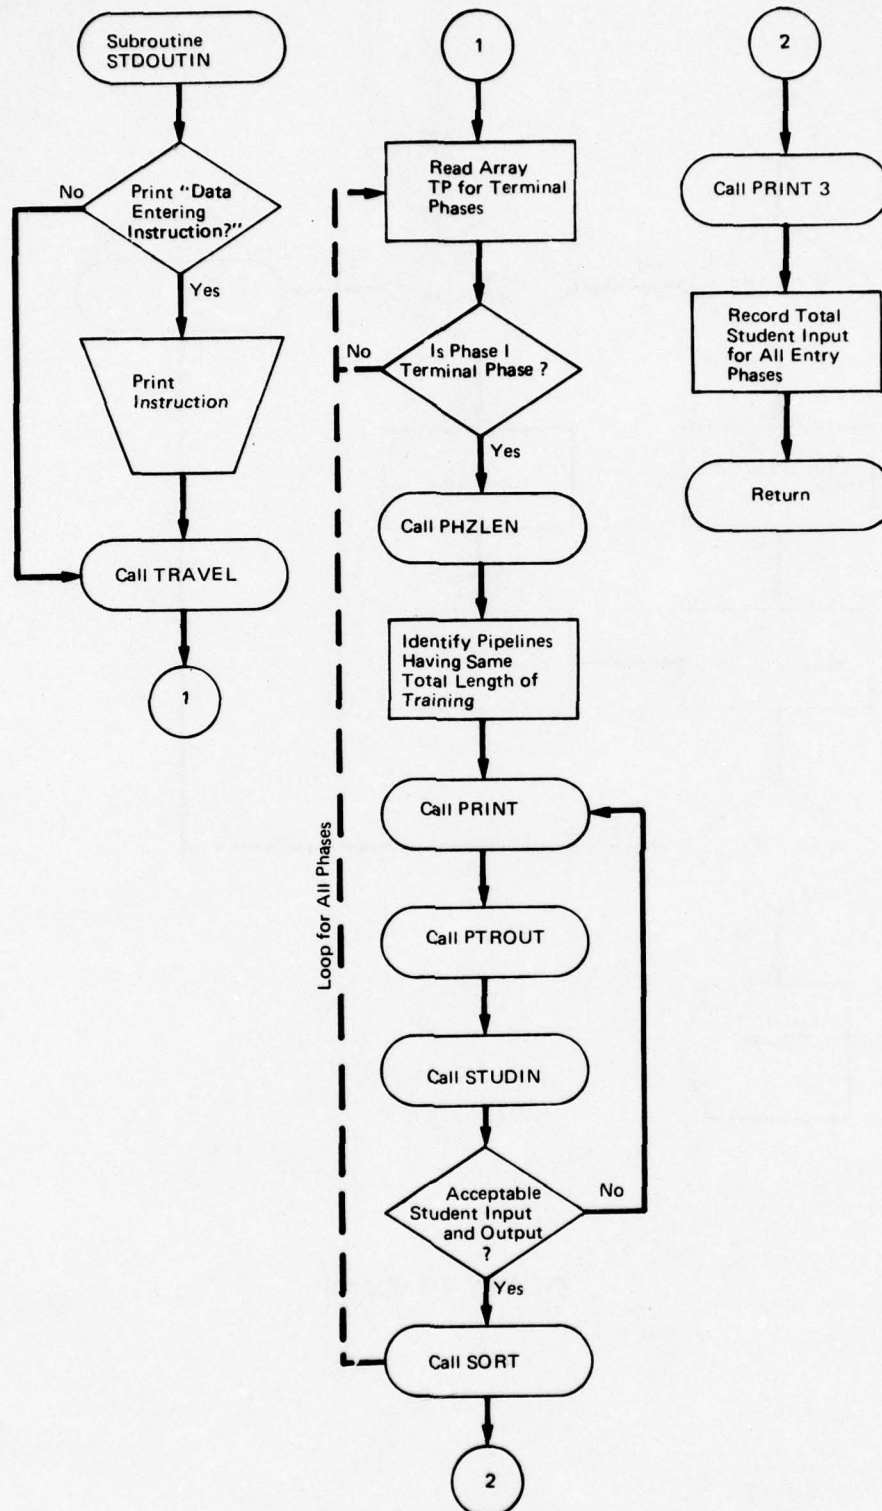 Subroutine
STDOUTIN
No
Print "Data
Entering
Instruction?"
Yes
Print
Instruction
Call TRAVEL
1
1
Read Array
TP for Terminal
Phases
No
Is Phase I
Terminal Phase ?
Yes
Call PHZLEN
Identify Pipelines
Having Same
Total Length of
Training
Call PRINT
Call PTROUT
Call STUDIN
Acceptable
Student Input
and Output
?
No
Yes
Call SORT
2
Loop for All Phases
2
Call PRINT 3
Record Total
Student Input
for All Entry
Phases
Return